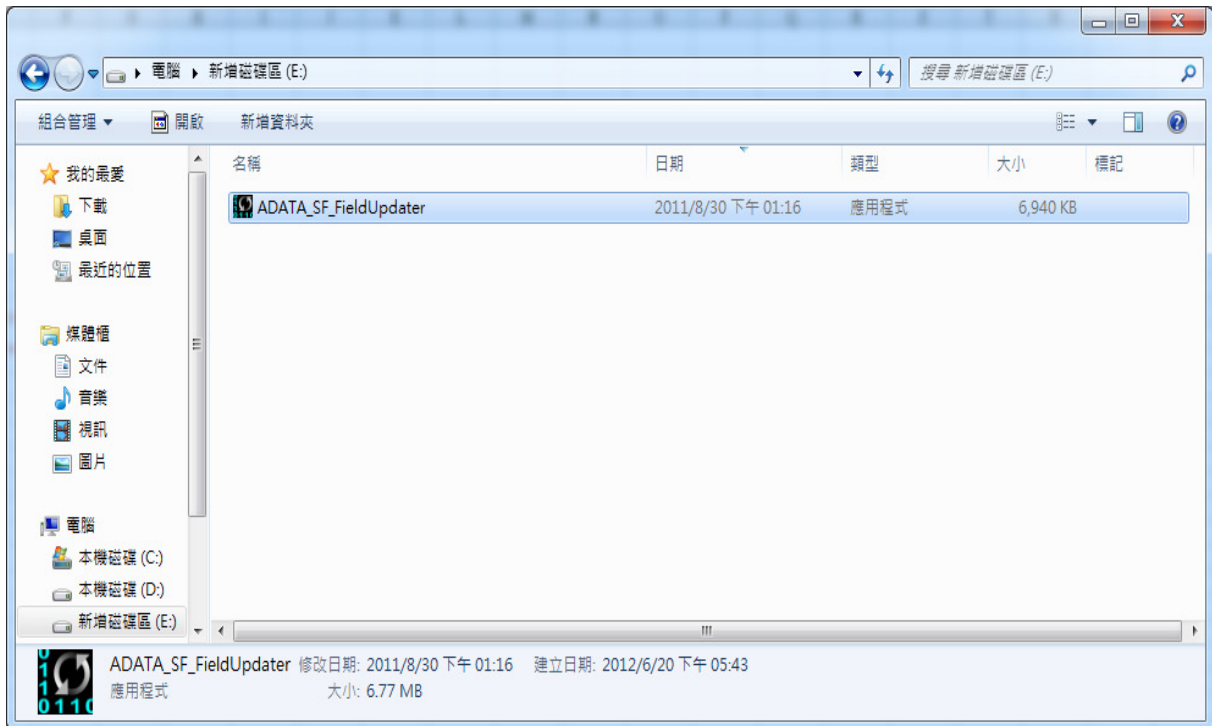 電腦 ▸ 新增磁碟區 (E:)
搜尋 新增磁碟區 (E:)
組合管理 開啟 新增資料夾
名稱 日期 類型 大小 標記
ADATA_SF_FieldUpdater 2011/8/30 下午 01:16 應用程式 6,940 KB
我的最愛
下載
桌面
最近的位置
媒體櫃
文件
音樂
視訊
圖片
電腦
本機磁碟 (C:)
本機磁碟 (D:)
新增磁碟區 (E:)
ADATA_SF_FieldUpdater 修改日期: 2011/8/30 下午 01:16 建立日期: 2012/6/20 下午 05:43
應用程式 大小: 6.77 MB